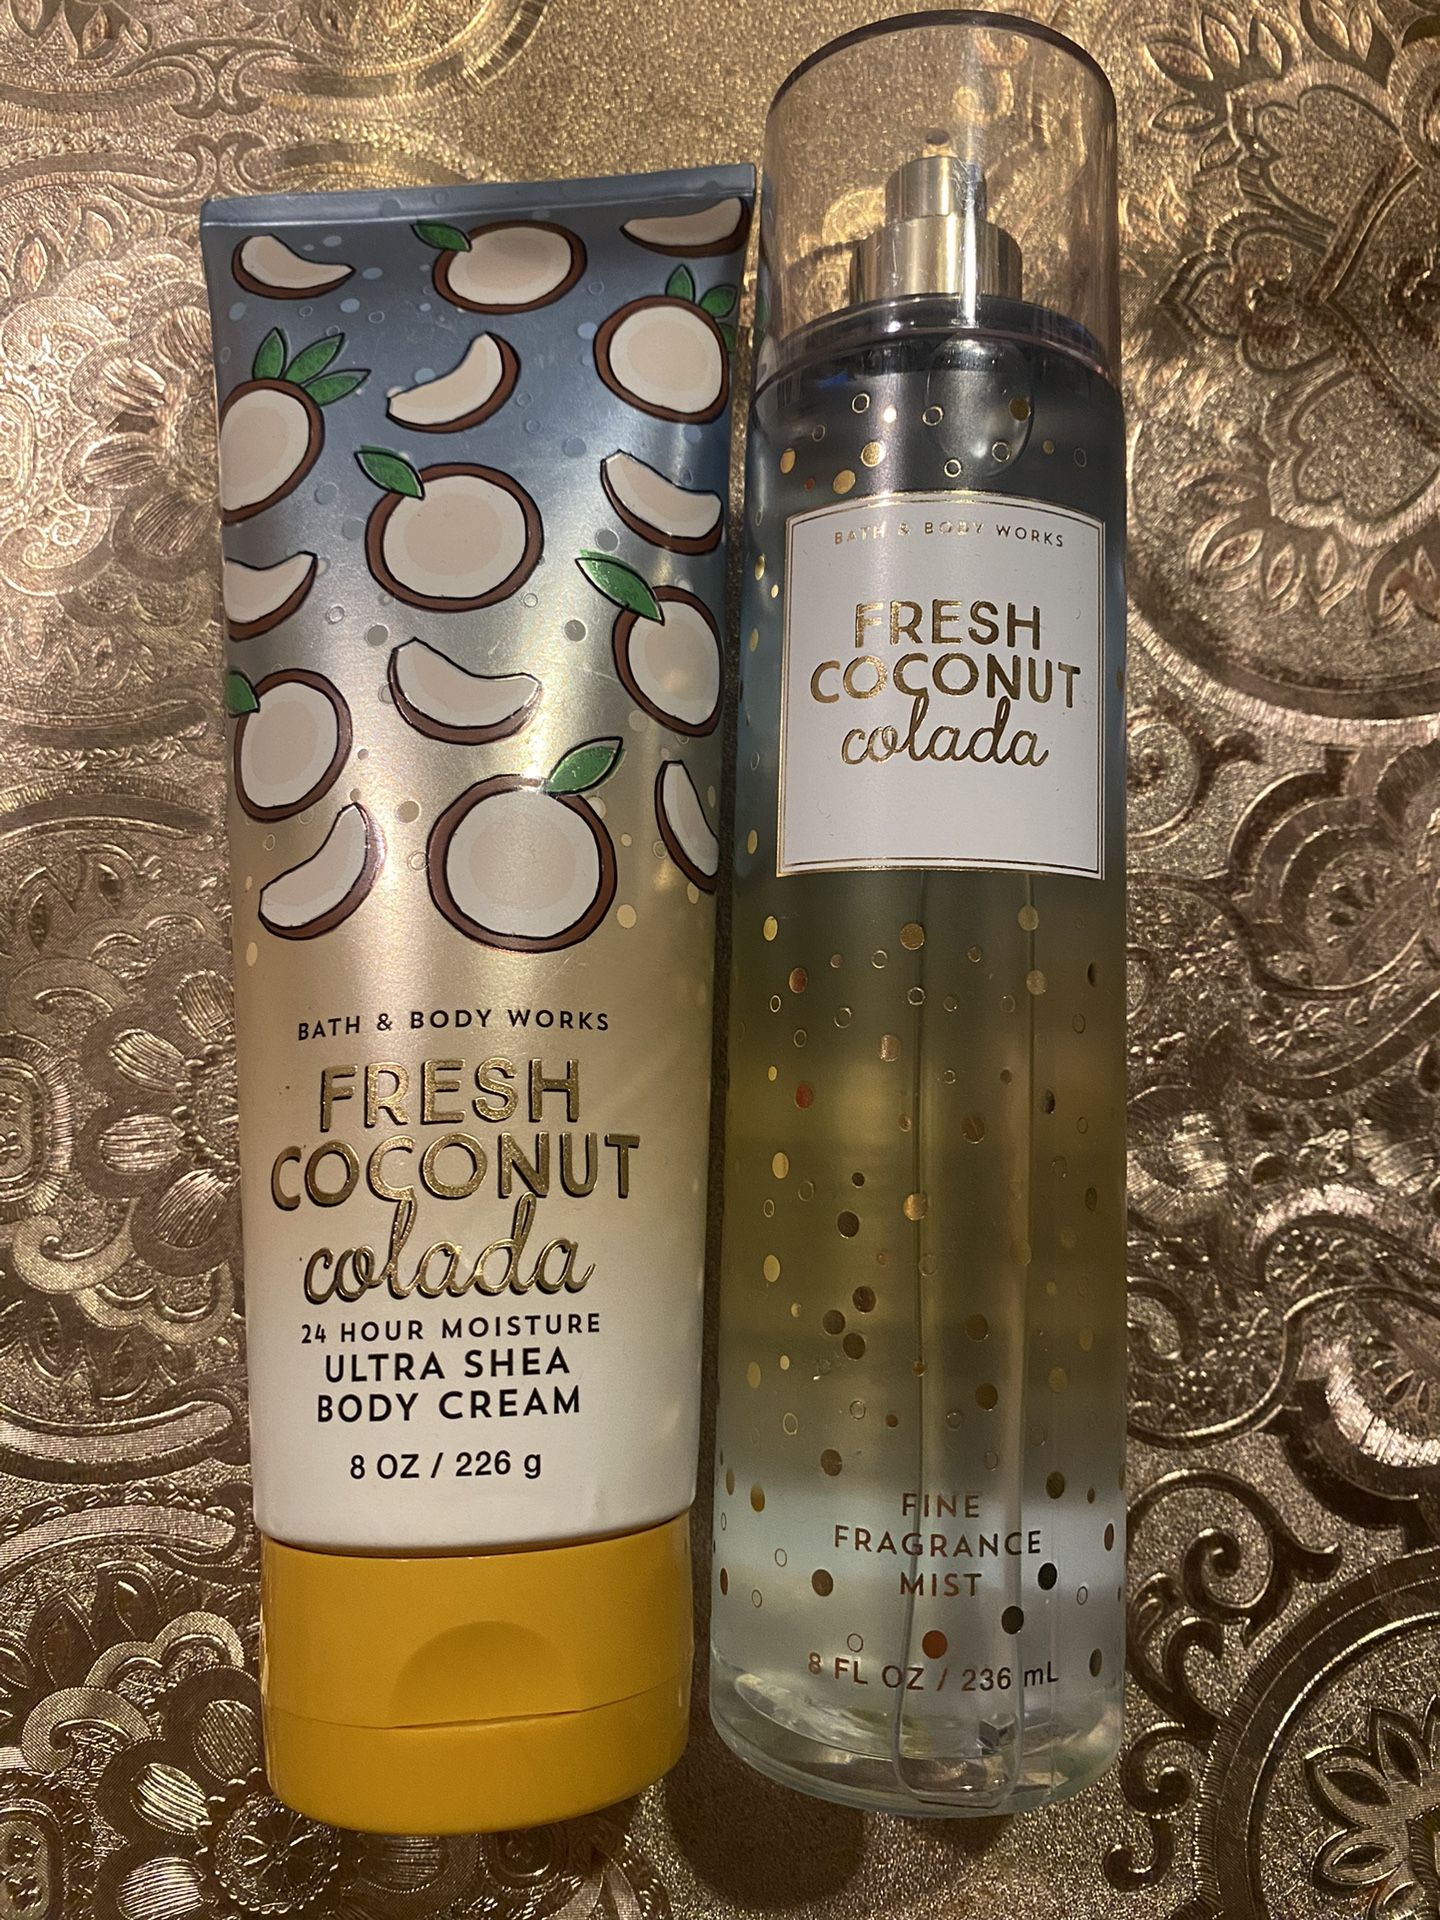 BATH & BODY WORKS
FRESH
COCONUT
colada
24 HOUR MOISTURE
ULTRA SHEA
BODY CREAM
8 OZ / 226 g
BATH & BODY WORKS
FRESH
COCONUT
colada
FINE
FRAGRANCE
MIST
8 FL OZ / 236 mL